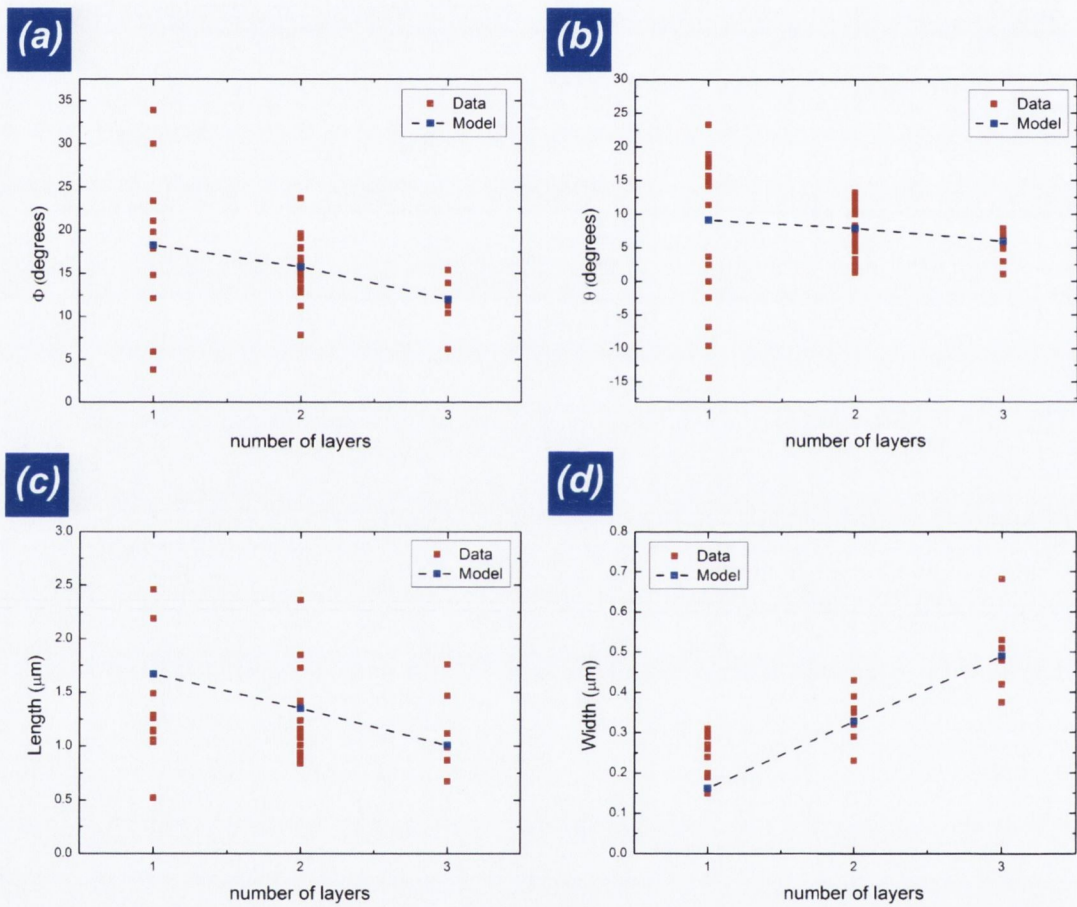 (a)
Data
Model
Φ (degrees)
35
30
25
20
15
10
5
0
1
2
3
number of layers
(b)
Data
Model
θ (degrees)
30
25
20
15
10
5
0
-5
-10
-15
1
2
3
number of layers
(c)
Data
Model
Length (μm)
3.0
2.5
2.0
1.5
1.0
0.5
0.0
1
2
3
number of layers
(d)
Data
Model
Width (μm)
0.8
0.7
0.6
0.5
0.4
0.3
0.2
0.1
0.0
1
2
3
number of layers